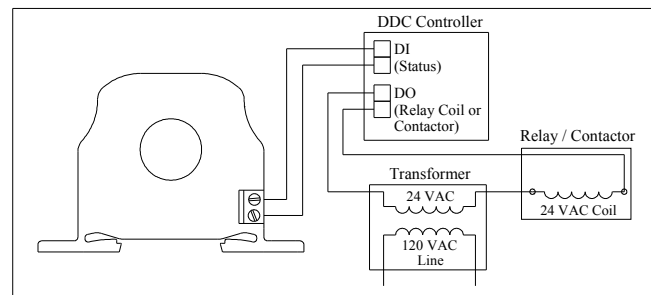 DDC Controller
DI
(Status)
DO
(Relay Coil or
Contactor)
Relay / Contactor
24 VAC Coil
Transformer
24 VAC
120 VAC
Line